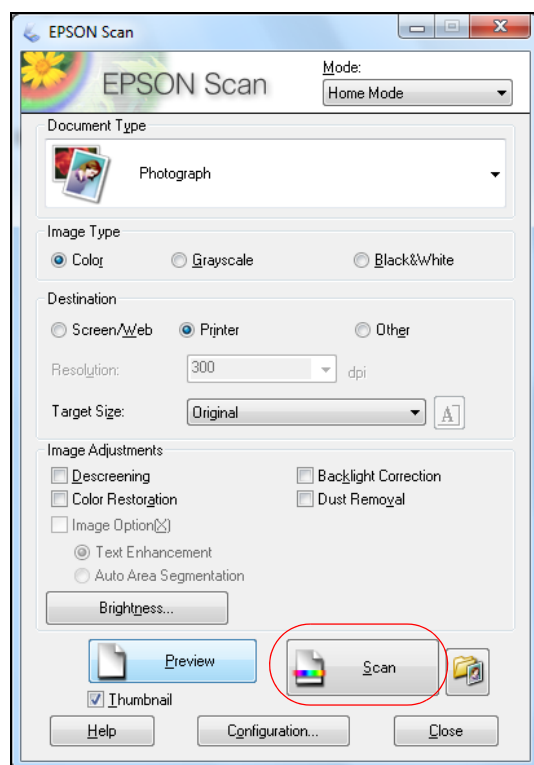 EPSON Scan
EPSON Scan
Mode:
Home Mode
Document Type
Photograph
Image Type
Color Grayscale Black&White
Destination
Screen/Web Printer Other
Resolution: 300 dpi
Target Size: Original A
Image Adjustments
Descreening Backlight Correction
Color Restoration Dust Removal
Image Option(X)
Text Enhancement
Auto Area Segmentation
Brightness...
Preview Scan
Thumbnail
Help Configuration... Close